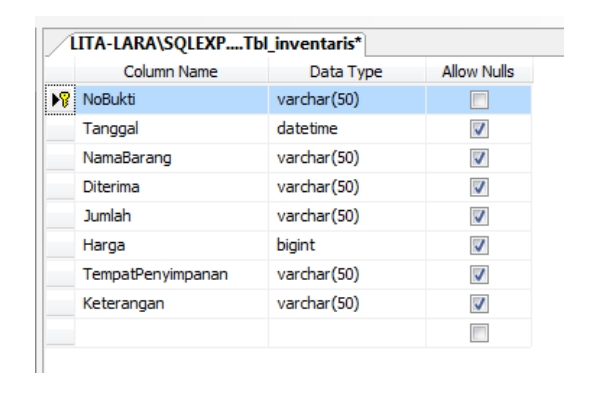 LITA-LARA\SQLEXP....Tbl_inventaris*
Column Name Data Type Allow Nulls
NoBukti varchar(50)
Tanggal datetime
NamaBarang varchar(50)
Diterima varchar(50)
Jumlah varchar(50)
Harga bigint
TempatPenyimpanan varchar(50)
Keterangan varchar(50)